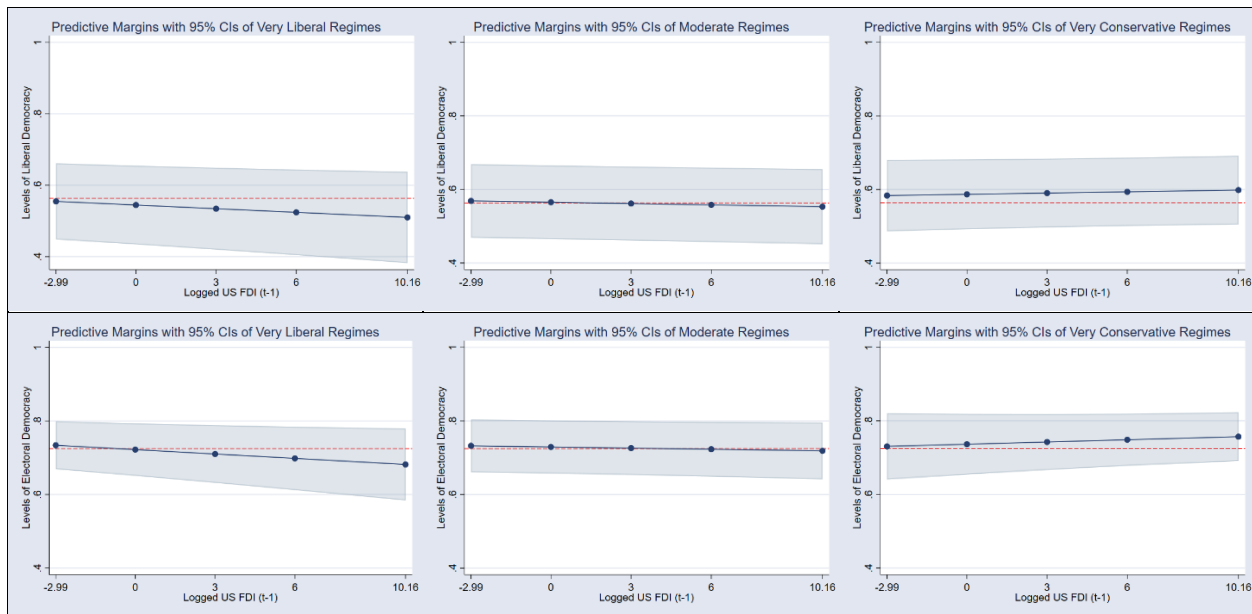 Predictive Margins with 95% CIs of Very Liberal Regimes
Levels of Liberal Democracy
1
.8
.6
.4
-2.99 0 3 6 10.16
Logged US FDI (t-1)
Predictive Margins with 95% CIs of Moderate Regimes
Levels of Liberal Democracy
1
.8
.6
.4
-2.99 0 3 6 10.16
Logged US FDI (t-1)
Predictive Margins with 95% CIs of Very Conservative Regimes
Levels of Liberal Democracy
1
.8
.6
.4
-2.99 0 3 6 10.16
Logged US FDI (t-1)
Predictive Margins with 95% CIs of Very Liberal Regimes
Levels of Electoral Democracy
1
.8
.6
.4
-2.99 0 3 6 10.16
Logged US FDI (t-1)
Predictive Margins with 95% CIs of Moderate Regimes
Levels of Electoral Democracy
1
.8
.6
.4
-2.99 0 3 6 10.16
Logged US FDI (t-1)
Predictive Margins with 95% CIs of Very Conservative Regimes
Levels of Electoral Democracy
1
.8
.6
.4
-2.99 0 3 6 10.16
Logged US FDI (t-1)